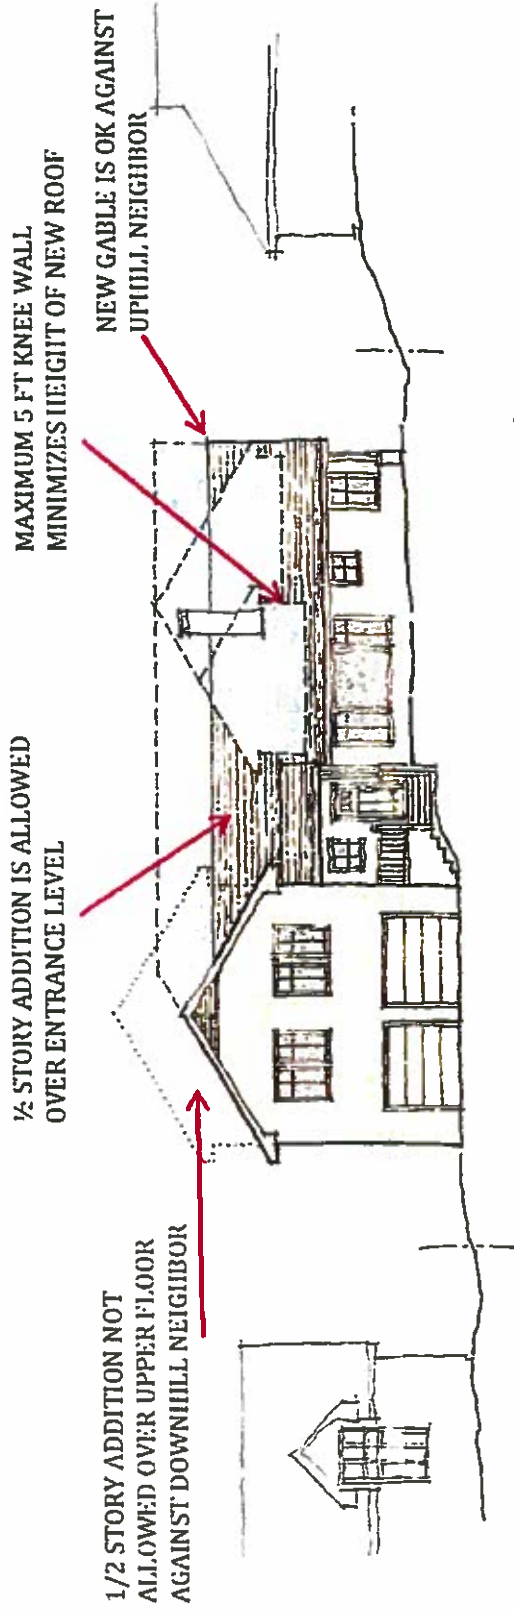 1/2 STORY ADDITION NOT
ALLOWED OVER UPPER FLOOR
AGAINST DOWNHILL NEIGHBOR
½ STORY ADDITION IS ALLOWED
OVER ENTRANCE LEVEL
MAXIMUM 5 FT KNEE WALL
MINIMIZES HEIGHT OF NEW ROOF
NEW GABLE IS OK AGAINST
UPHILL NEIGHBOR